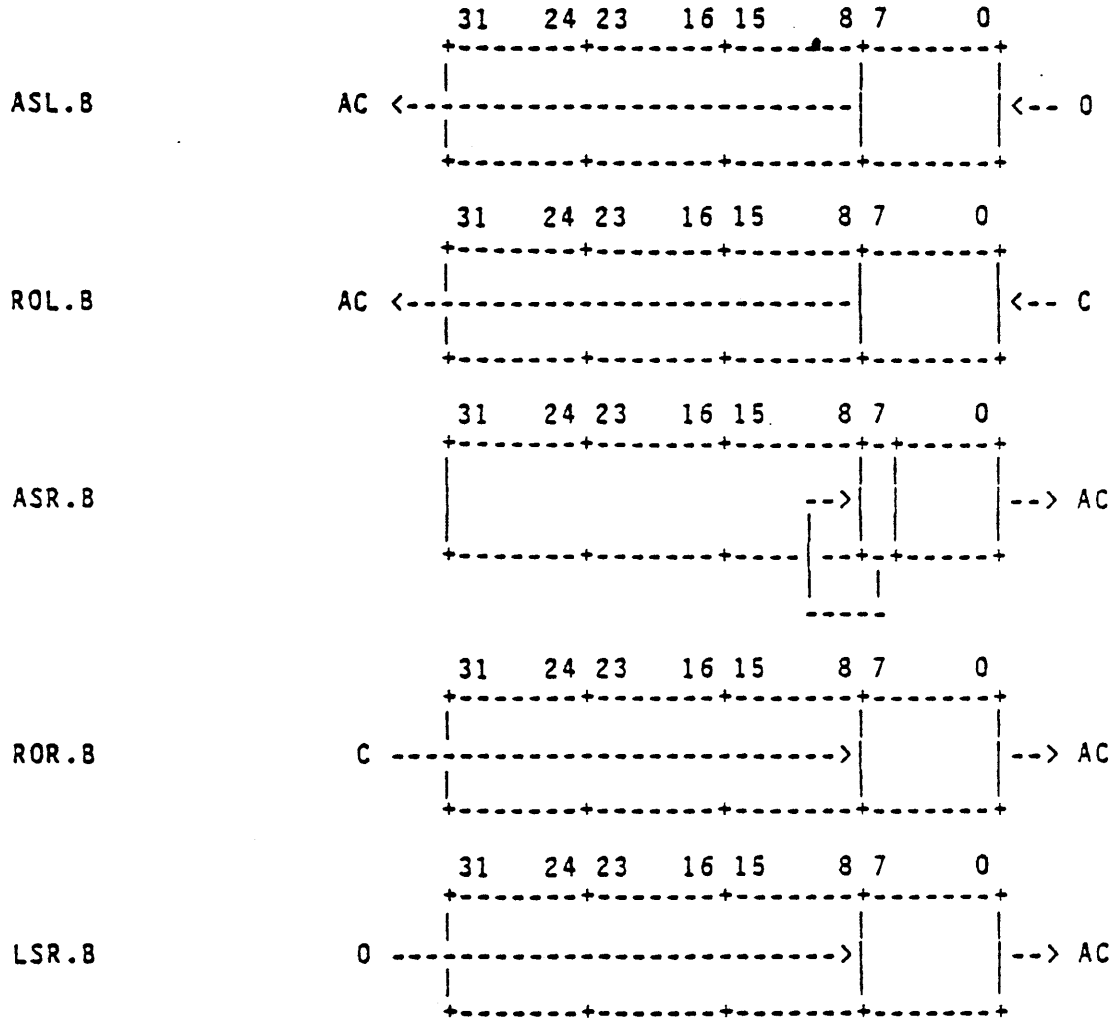 31 24 23 16 15 8 7 0
ASL.B AC <-- <-- 0
31 24 23 16 15 8 7 0
ROL.B AC <-- <-- C
31 24 23 16 15 8 7 0
ASR.B --> --> AC
31 24 23 16 15 8 7 0
ROR.B C --> --> AC
31 24 23 16 15 8 7 0
LSR.B 0 --> --> AC